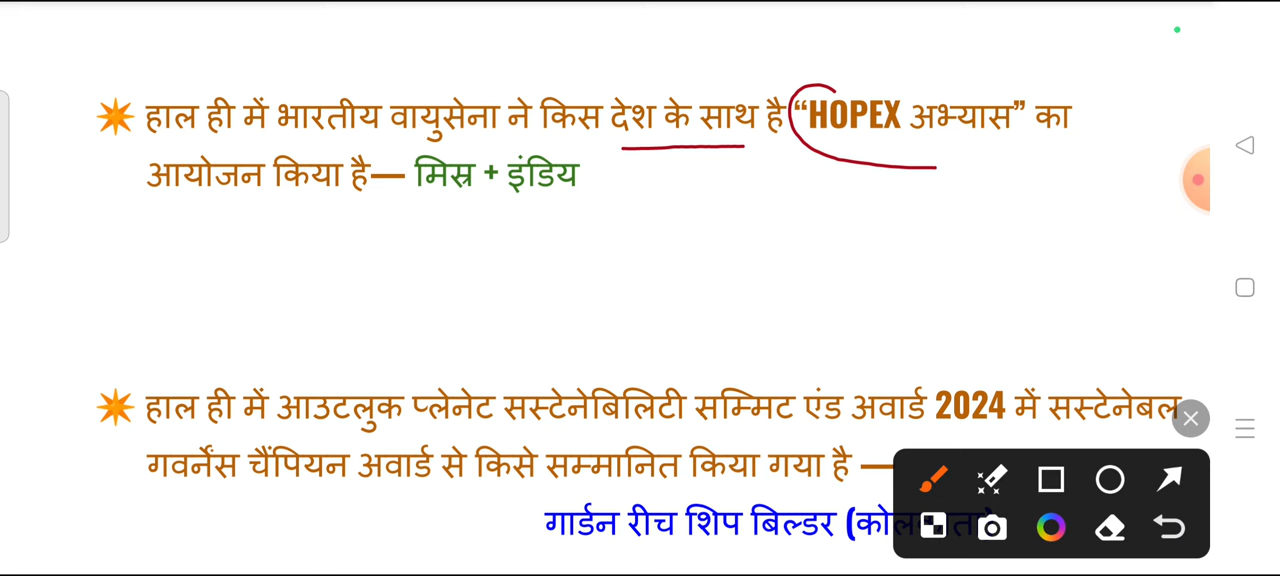 हाल ही में भारतीय वायुसेना ने किस देश के साथ है “HOPEX अभ्यास” का
आयोजन किया है— मिस्र + इंडिय
हाल ही में आउटलुक प्लेनेट सस्टेनेबिलिटी सम्मिट एंड अवार्ड 2024 में सस्टेनेबल
गवर्नेंस चैंपियन अवार्ड से किसे सम्मानित किया गया है —
गार्डन रीच शिप बिल्डर